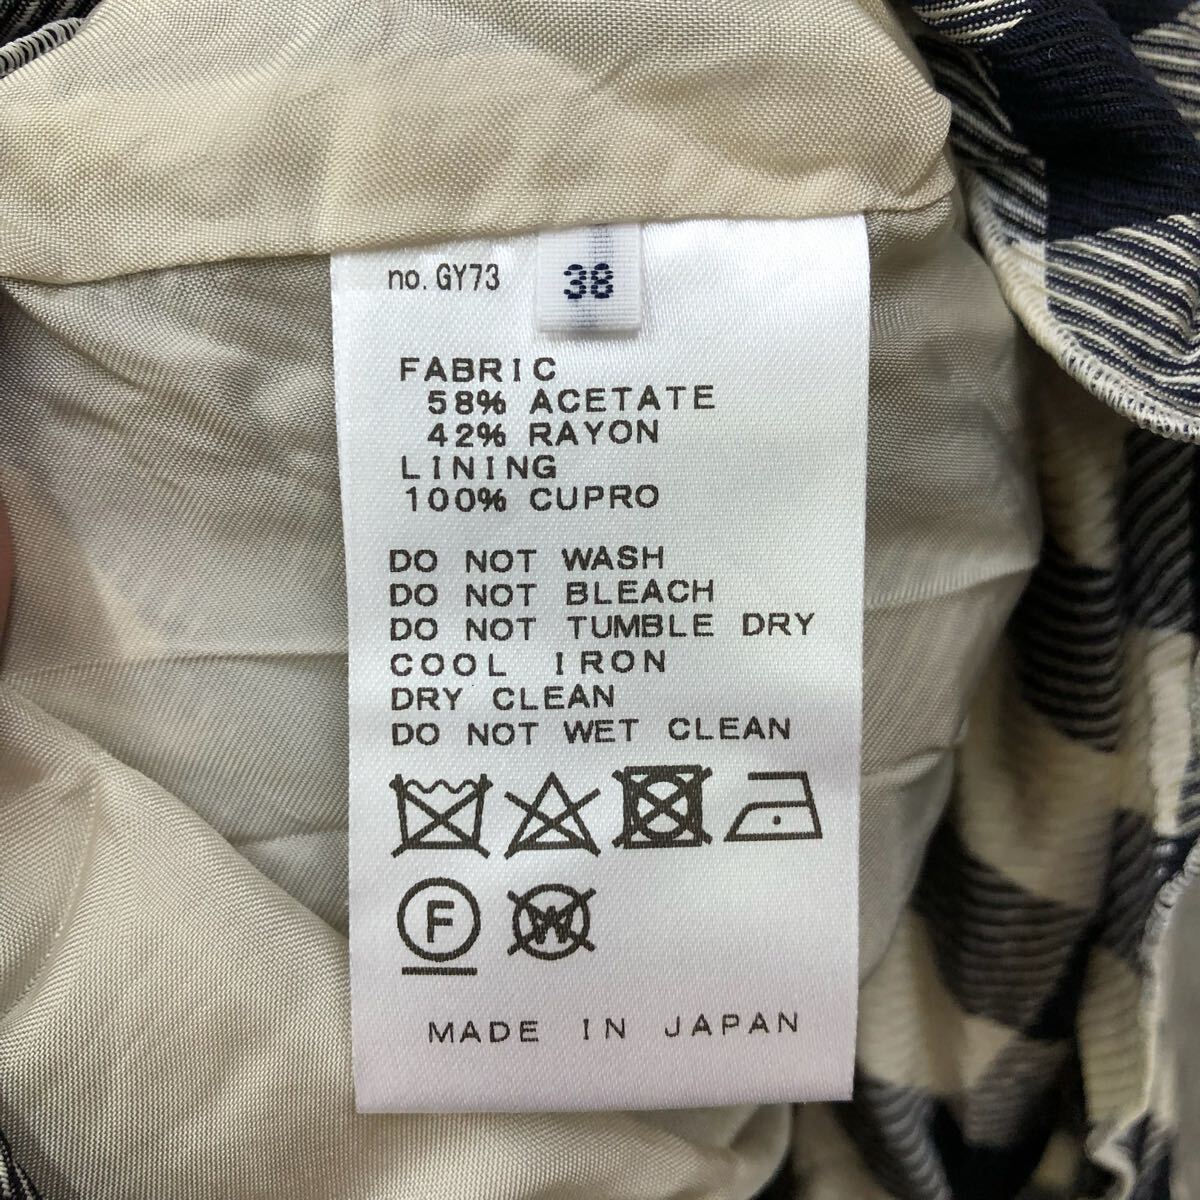 no. GY73
38
FABRIC
58% ACETATE
42% RAYON
LINING
100% CUPRO
DO NOT WASH
DO NOT BLEACH
DO NOT TUMBLE DRY
COOL IRON
DRY CLEAN
DO NOT WET CLEAN
F W
MADE IN JAPAN